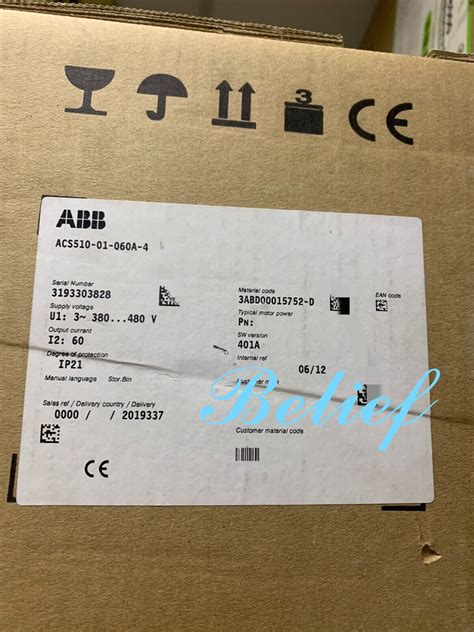 3
CE
ABB
ACS510-01-060A-4
Serial Number
3193303828
Material code
3ABD00015752-D
EAN code
Supply voltage
U1: 3~ 380...480 V
Typical motor power
PN:
Output current
I2: 60
SW version
401A
Degree of protection
IP21
Internal ref
06/12
Manual language Stor.Bin
Customer
Belief
Sales ref / Delivery country / Delivery
0000 / / 2019337
Customer material code
CE